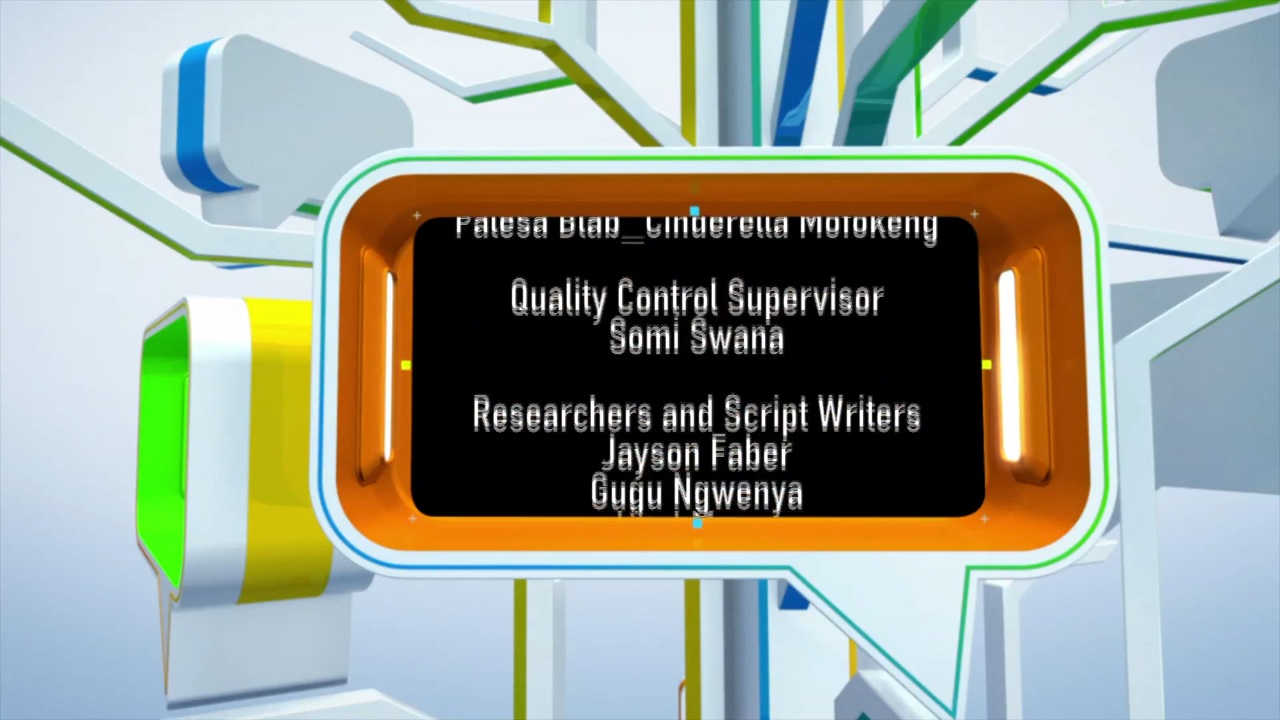 Palesa Blab_Cinderella Mofokeng
Quality Control Supervisor
Somi Swana
Researchers and Script Writers
Jayson Faber
Gugu Ngwenya